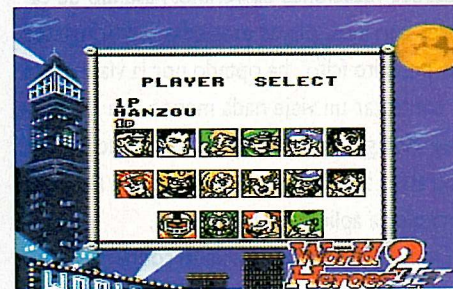 PLAYER SELECT
1P
HANZOU
1P
World
Heroes 2 JET